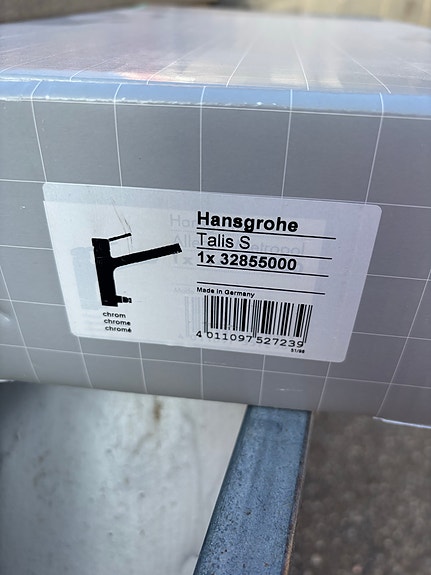 Hansgrohe
Talis S
1x 32855000
Made in Germany
chrom
chrome
chromé
4 011097 527239